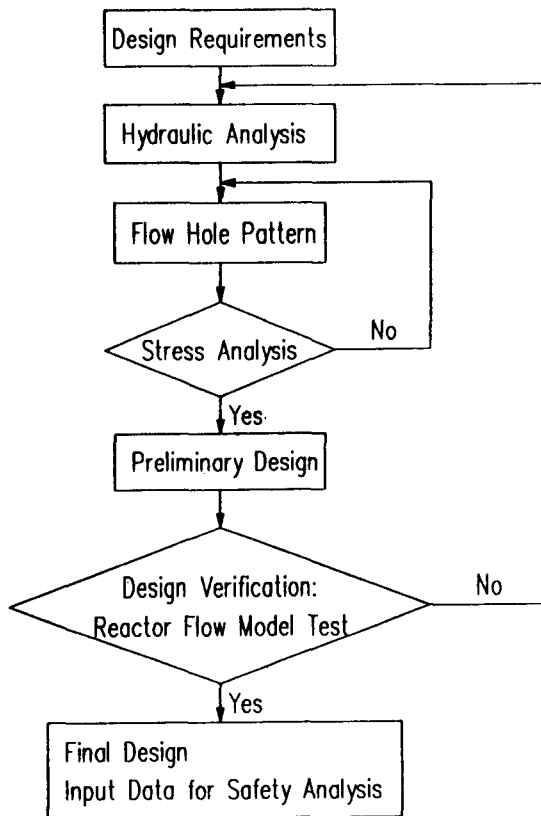 Design Requirements
Hydraulic Analysis
Flow Hole Pattern
Stress Analysis
No
Yes
Preliminary Design
Design Verification:
Reactor Flow Model Test
No
Yes
Final Design
Input Data for Safety Analysis